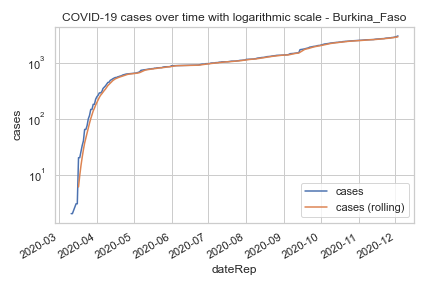 COVID-19 cases over time with logarithmic scale - Burkina_Faso
cases
10³
10²
10¹
cases
cases (rolling)
2020-03
2020-04
2020-05
2020-06
2020-07
2020-08
2020-09
2020-10
2020-11
2020-12
dateRep